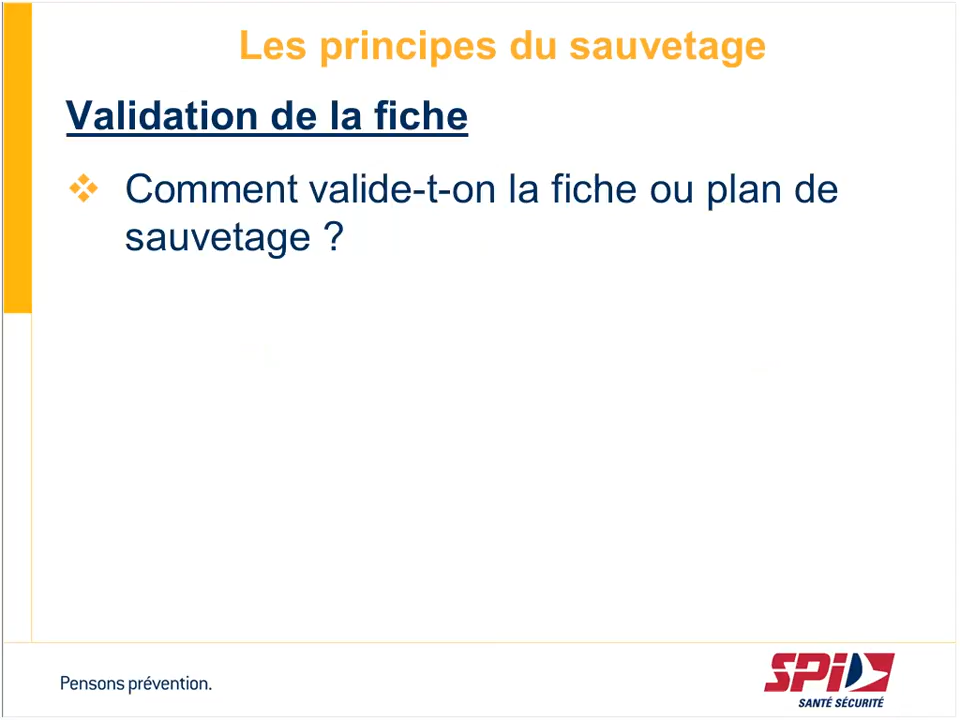 Les principes du sauvetage
Validation de la fiche
Comment valide-t-on la fiche ou plan de
sauvetage ?
Pensons prévention.
SPI
SANTÉ SÉCURITÉ